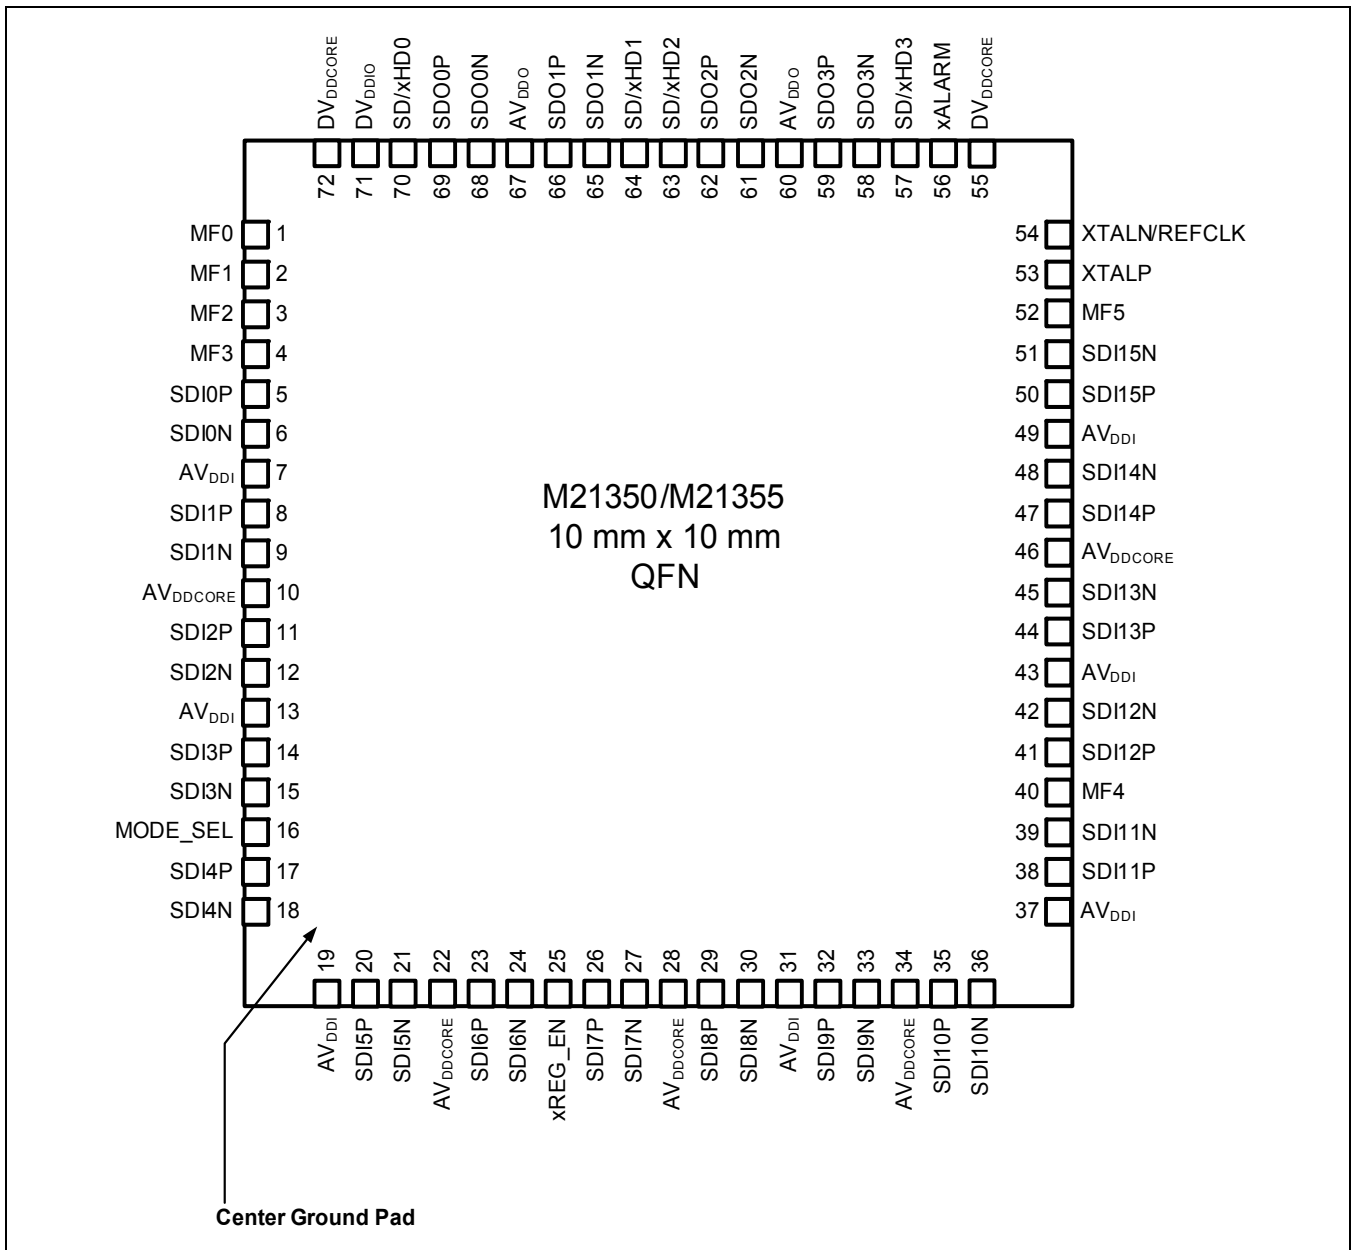 DVDDCORE
DVDDIO
SD/xHD0
SDO0P
SDO0N
AVDDO
SDO1P
SDO1N
SD/xHD1
SD/xHD2
SDO2P
SDO2N
AVDDO
SDO3P
SDO3N
SD/xHD3
xALARM
DVDDCORE
72
71
70
69
68
67
66
65
64
63
62
61
60
59
58
57
56
55
MF0 1
MF1 2
MF2 3
MF3 4
SDI0P 5
SDI0N 6
AVDDI 7
SDI1P 8
SDI1N 9
AVDDCORE 10
SDI2P 11
SDI2N 12
AVDDI 13
SDI3P 14
SDI3N 15
MODE_SEL 16
SDI4P 17
SDI4N 18
M21350/M21355
10 mm x 10 mm
QFN
54 XTALN/REFCLK
53 XTALP
52 MF5
51 SDI15N
50 SDI15P
49 AVDDI
48 SDI14N
47 SDI14P
46 AVDDCORE
45 SDI13N
44 SDI13P
43 AVDDI
42 SDI12N
41 SDI12P
40 MF4
39 SDI11N
38 SDI11P
37 AVDDI
19
20
21
22
23
24
25
26
27
28
29
30
31
32
33
34
35
36
AVDDI
SDI5P
SDI5N
AVDDCORE
SDI6P
SDI6N
xREG_EN
SDI7P
SDI7N
AVDDCORE
SDI8P
SDI8N
AVDDI
SDI9P
SDI9N
AVDDCORE
SDI10P
SDI10N
Center Ground Pad